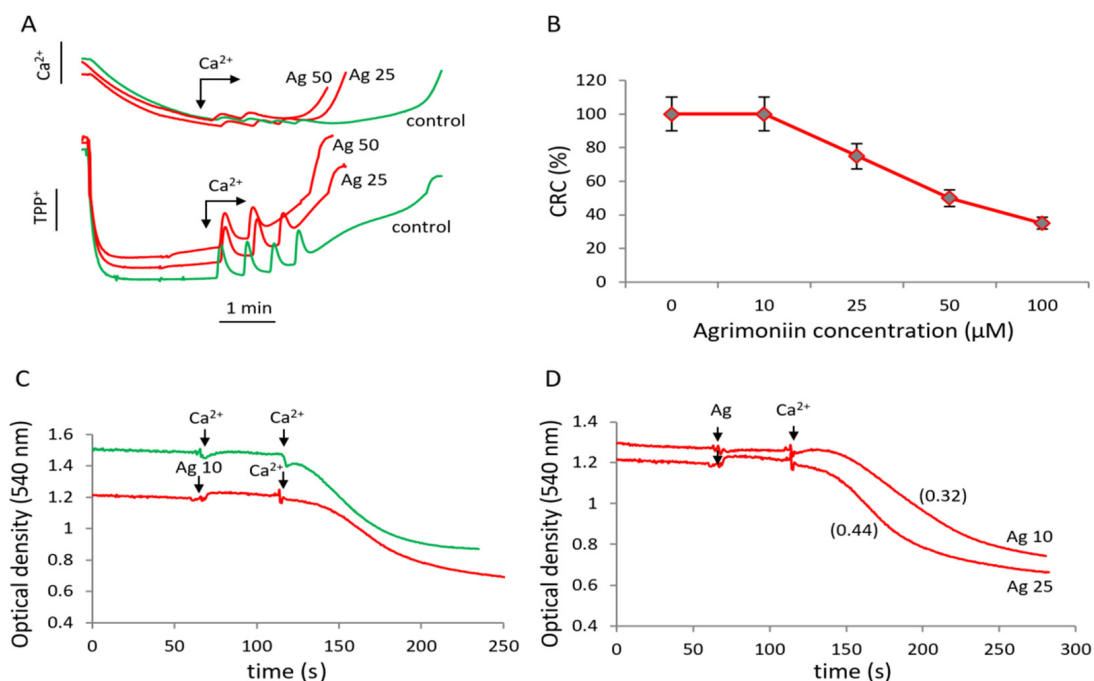 A
Ca²⁺
Ca²⁺
Ag 50
Ag 25
control
TPP⁺
Ca²⁺
Ag 50
Ag 25
control
1 min
B
CRC (%)
120
100
80
60
40
20
0
0 10 25 50 100
Agrimoniin concentration (µM)
C
Optical density (540 nm)
1.6
1.4
1.2
1
0.8
0.6
0.4
Ca²⁺ Ca²⁺
Ag 10 Ca²⁺
0 50 100 150 200 250
time (s)
D
Optical density (540 nm)
1.4
1.2
1
0.8
0.6
0.4
Ag Ca²⁺
(0.32)
(0.44)
Ag 10
Ag 25
0 50 100 150 200 250 300
time (s)